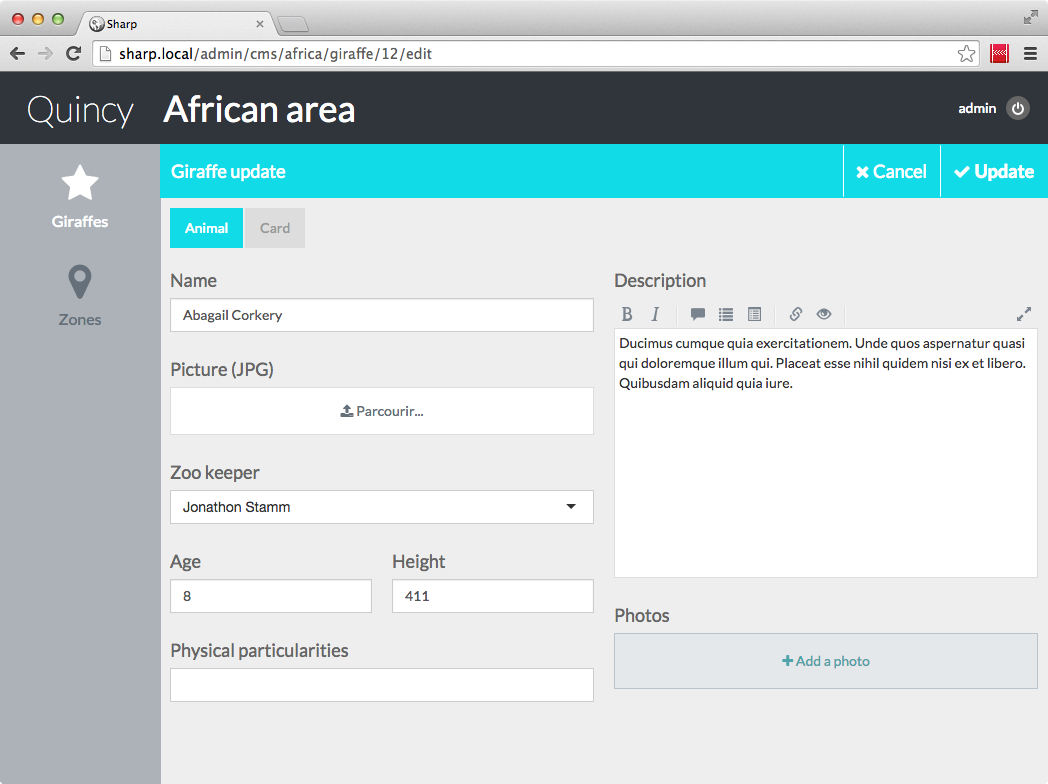 Sharp
sharp.local/admin/cms/africa/giraffe/12/edit
Quincy
African area
admin
Giraffes
Zones
Giraffe update
Cancel
Update
Animal
Card
Name
Abagail Corkery
Picture (JPG)
Parcourir...
Zoo keeper
Jonathon Stamm
Age
Height
8
411
Physical particularities
Description
B I
Ducimus cumque quia exercitationem. Unde quos aspernatur quasi
qui doloremque illum qui. Placeat esse nihil quidem nisi ex et libero.
Quibusdam aliquid quia iure.
Photos
Add a photo